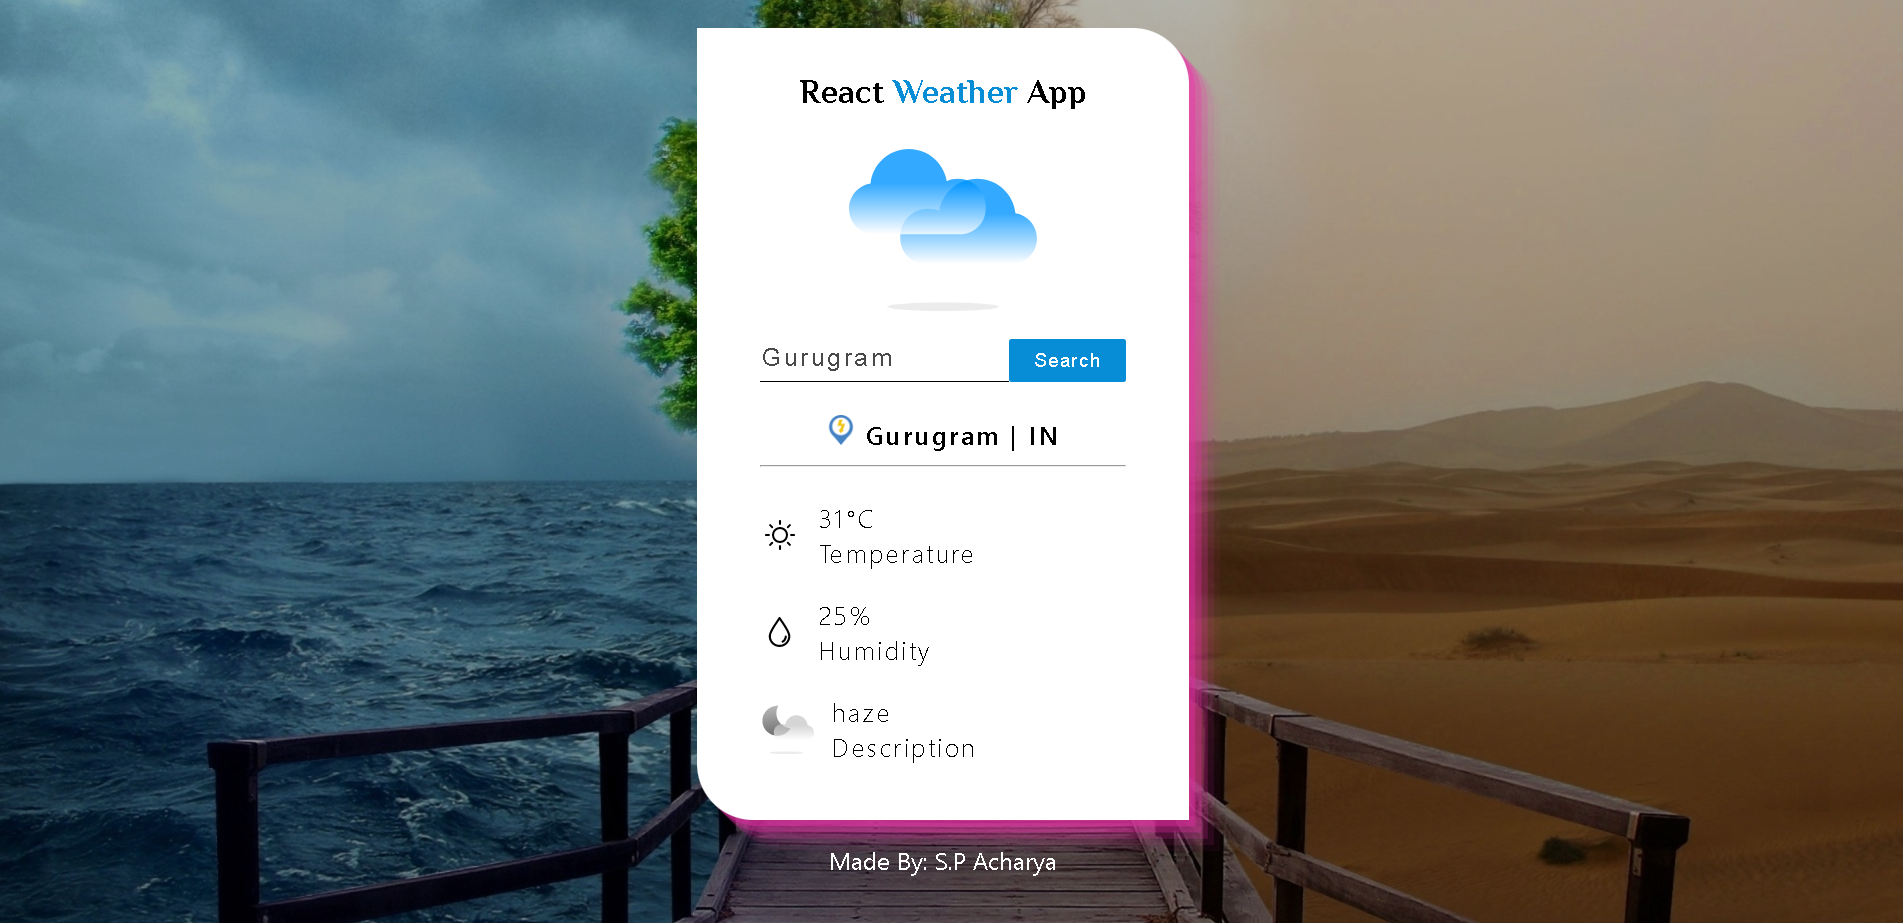 React Weather App
Gurugram
Search
Gurugram | IN
31°C
Temperature
25%
Humidity
haze
Description
Made By: S.P Acharya